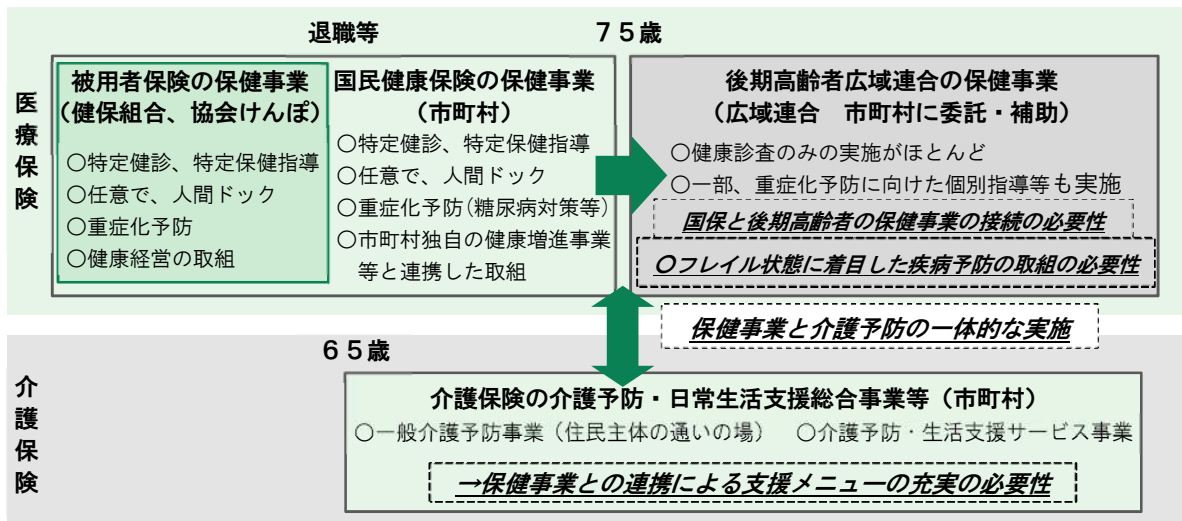 退職等
７５歳
医療保険
被用者保険の保健事業
（健保組合、協会けんぽ）
○特定健診、特定保健指導
○任意で、人間ドック
○重症化予防
○健康経営の取組
国民健康保険の保健事業
（市町村）
○特定健診、特定保健指導
○任意で、人間ドック
○重症化予防(糖尿病対策等)
○市町村独自の健康増進事業
等と連携した取組
後期高齢者広域連合の保健事業
（広域連合　市町村に委託・補助）
○健康診査のみの実施がほとんど
○一部、重症化予防に向けた個別指導等も実施
国保と後期高齢者の保健事業の接続の必要性
○フレイル状態に着目した疾病予防の取組の必要性
保健事業と介護予防の一体的な実施
６５歳
介護保険
介護保険の介護予防・日常生活支援総合事業等（市町村）
○一般介護予防事業（住民主体の通いの場）　○介護予防・生活支援サービス事業
→保健事業との連携による支援メニューの充実の必要性